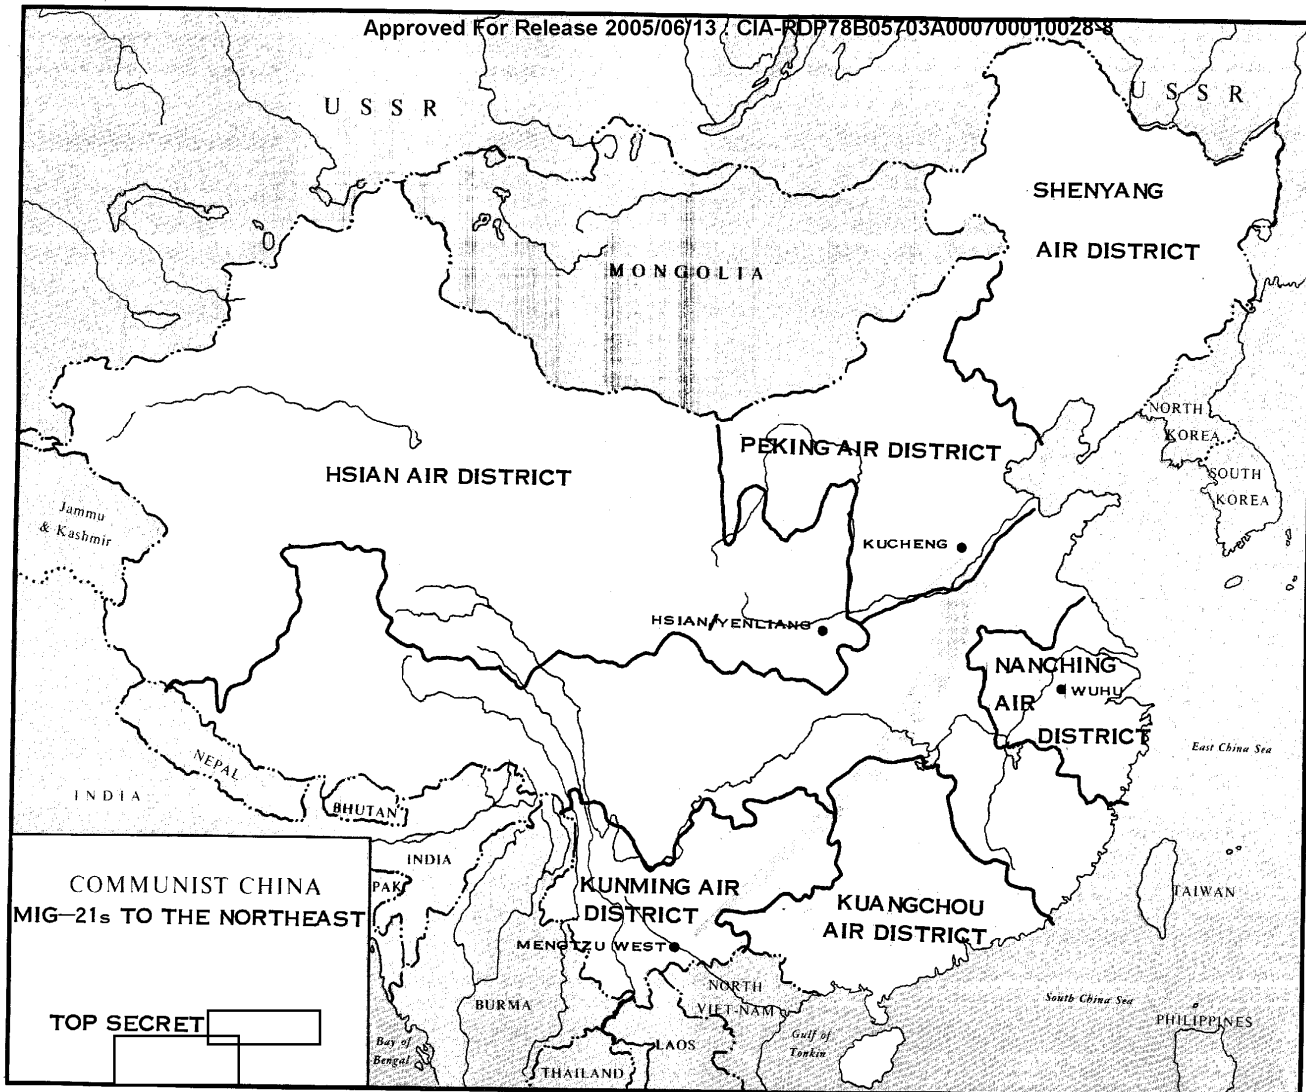 Approved For Release 2005/06/13 : CIA-RDP78B05703A000700010028-8
U S S R
U S S R
SHENYANG
AIR DISTRICT
MONGOLIA
NORTH
KOREA
PEKING AIR DISTRICT
HSIAN AIR DISTRICT
SOUTH
KOREA
Jammu
& Kashmir
KUCHENG
HSIAN/YENLIANG
NANCHING
AIR
WUHU
DISTRICT
East China Sea
NEPAL
INDIA
BHUTAN
INDIA
PAK
KUNMING AIR
DISTRICT
KUANGCHOU
AIR DISTRICT
TAIWAN
MENGTZU WEST
COMMUNIST CHINA
MIG—21s TO THE NORTHEAST
NORTH
VIET-NAM
BURMA
South China Sea
PHILIPPINES
TOP SECRET
Gulf of
Tonkin
Bay of
Bengal
LAOS
THAILAND